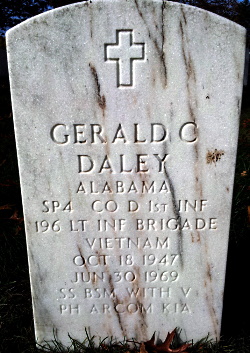 GERALD C
DALEY
ALABAMA
SP4 CO D 1ST INF
196 LT INF BRIGADE
VIETNAM
OCT 18 1947
JUN 30 1969
SS BSM WITH V
PH ARCOM KIA